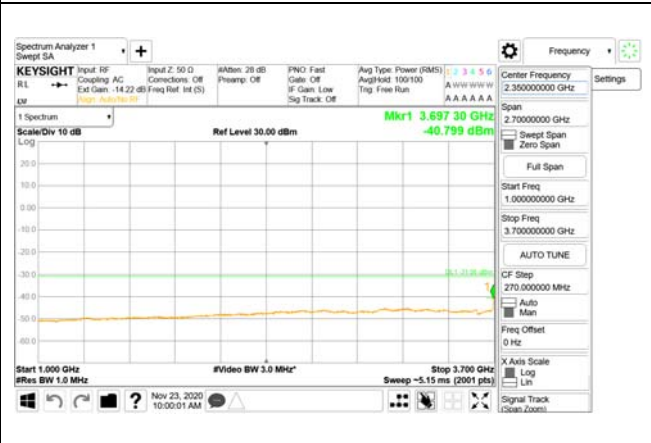 Spectrum Analyzer 1
Swept SA
+
Frequency
KEYSIGHT
RL
Input: RF
Coupling: AC
Ext Gain: -14.22 dB
Align: Auto/No RF
Input Z: 50 Ω
Corrections: Off
Freq Ref: Int (S)
#Atten: 28 dB
Preamp: Off
PNO: Fast
Gate: Off
IF Gain: Low
Sig Track: Off
Avg Type: Power (RMS)
Avg|Hold: 100/100
Trig: Free Run
1 2 3 4 5 6
A W W W W W
A A A A A A
1 Spectrum
Scale/Div 10 dB
Ref Level 30.00 dBm
Mkr1 3.697 30 GHz
-40.799 dBm
Log
20.0
10.0
0.00
-10.0
-20.0
-30.0
-40.0
-50.0
-60.0
1
Start 1.000 GHz
#Res BW 1.0 MHz
#Video BW 3.0 MHz*
Stop 3.700 GHz
Sweep ~5.15 ms (2001 pts)
Center Frequency
2.350000000 GHz
Settings
Span
2.70000000 GHz
Swept Span
Zero Span
Full Span
Start Freq
1.000000000 GHz
Stop Freq
3.700000000 GHz
AUTO TUNE
CF Step
270.000000 MHz
Auto
Man
Freq Offset
0 Hz
X Axis Scale
Log
Lin
Signal Track
(Span Zoom)
?
Nov 23, 2020
10:00:01 AM